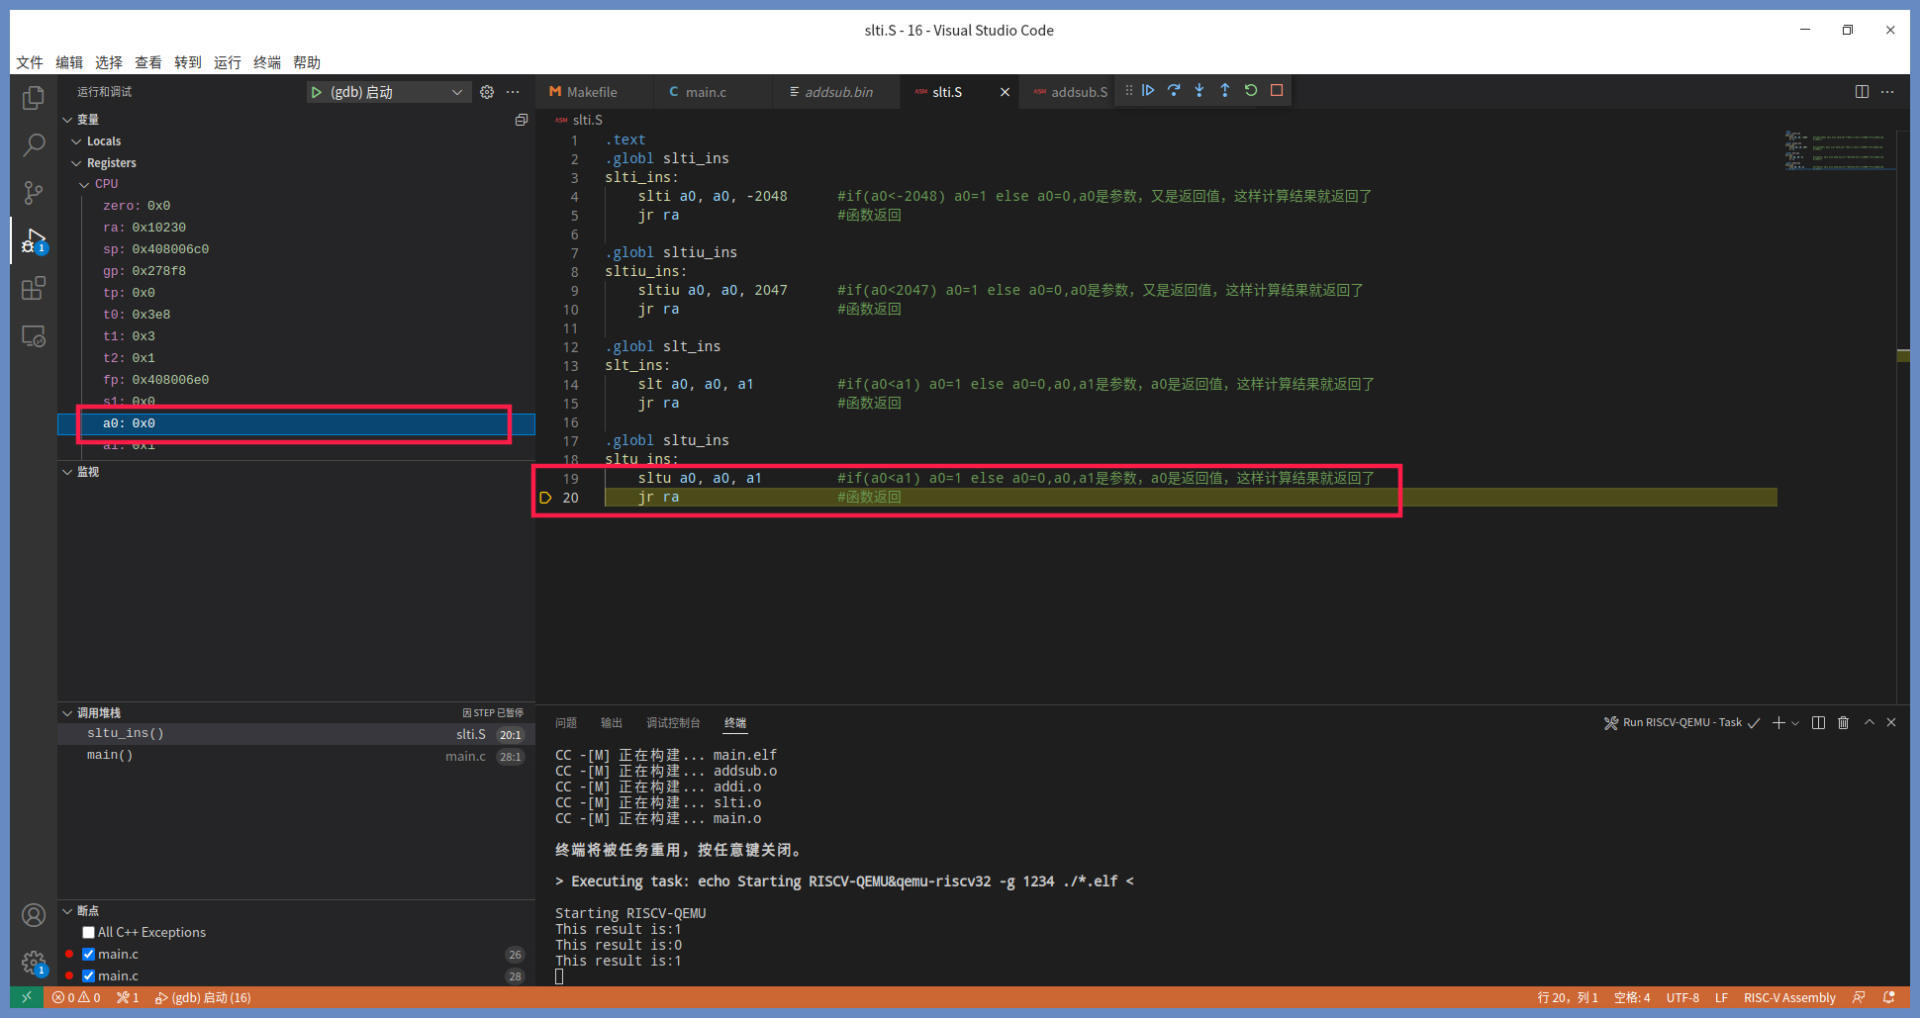 slti.S - 16 - Visual Studio Code
文件 编辑 选择 查看 转到 运行 终端 帮助
运行和调试
(gdb) 启动
变量
Locals
Registers
CPU
zero: 0x0
ra: 0x10230
sp: 0x408006c0
gp: 0x278f8
tp: 0x0
t0: 0x3e8
t1: 0x3
t2: 0x1
fp: 0x408006e0
s1: 0x0
a0: 0x0
a1: 0x1
监视
调用堆栈
因 STEP 已暂停
sltu_ins() slti.S 20:1
main() main.c 28:1
断点
All C++ Exceptions
main.c 26
main.c 28
Makefile
main.c
addsub.bin
slti.S
addsub.S
slti.S
1 .text
2 .globl slti_ins
3 slti_ins:
4 slti a0, a0, -2048 #if(a0<-2048) a0=1 else a0=0,a0是参数，又是返回值，这样计算结果就返回了
5 jr ra #函数返回
6
7 .globl sltiu_ins
8 sltiu_ins:
9 sltiu a0, a0, 2047 #if(a0<2047) a0=1 else a0=0,a0是参数，又是返回值，这样计算结果就返回了
10 jr ra #函数返回
11
12 .globl slt_ins
13 slt_ins:
14 slt a0, a0, a1 #if(a0<a1) a0=1 else a0=0,a0,a1是参数，a0是返回值，这样计算结果就返回了
15 jr ra #函数返回
16
17 .globl sltu_ins
18 sltu_ins:
19 sltu a0, a0, a1 #if(a0<a1) a0=1 else a0=0,a0,a1是参数，a0是返回值，这样计算结果就返回了
20 jr ra #函数返回
问题 输出 调试控制台 终端
Run RISCV-QEMU - Task
CC -[M] 正在构建... main.elf
CC -[M] 正在构建... addsub.o
CC -[M] 正在构建... addi.o
CC -[M] 正在构建... slti.o
CC -[M] 正在构建... main.o
终端将被任务重用，按任意键关闭。
> Executing task: echo Starting RISCV-QEMU&qemu-riscv32 -g 1234 ./*.elf <
Starting RISCV-QEMU
This result is:1
This result is:0
This result is:1
0 0 1 (gdb) 启动 (16)
行 20，列 1 空格: 4 UTF-8 LF RISC-V Assembly